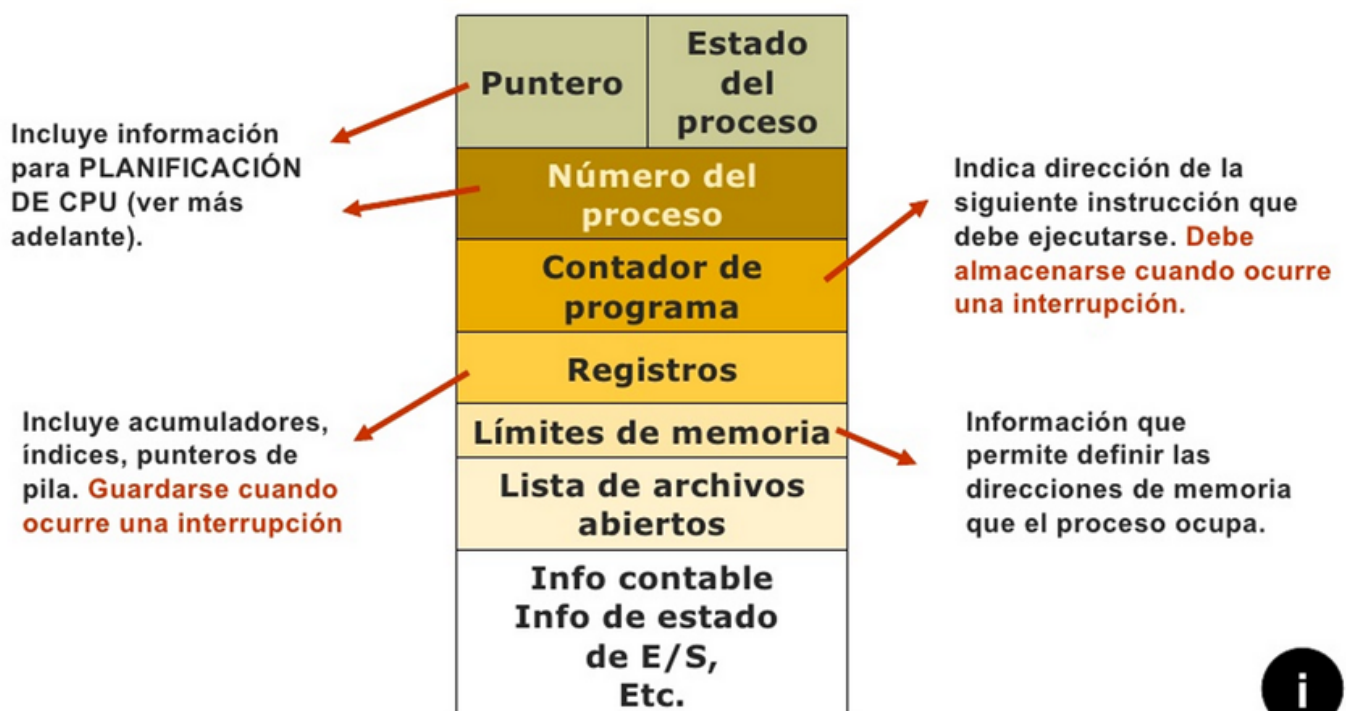 Puntero
Estado
del
proceso
Incluye información
para PLANIFICACIÓN
DE CPU (ver más
adelante).
Número del
proceso
Indica dirección de la
siguiente instrucción que
debe ejecutarse. Debe
almacenarse cuando ocurre
una interrupción.
Contador de
programa
Registros
Incluye acumuladores,
índices, punteros de
pila. Guardarse cuando
ocurre una interrupción
Límites de memoria
Información que
permite definir las
direcciones de memoria
que el proceso ocupa.
Lista de archivos
abiertos
Info contable
Info de estado
de E/S,
Etc.
i